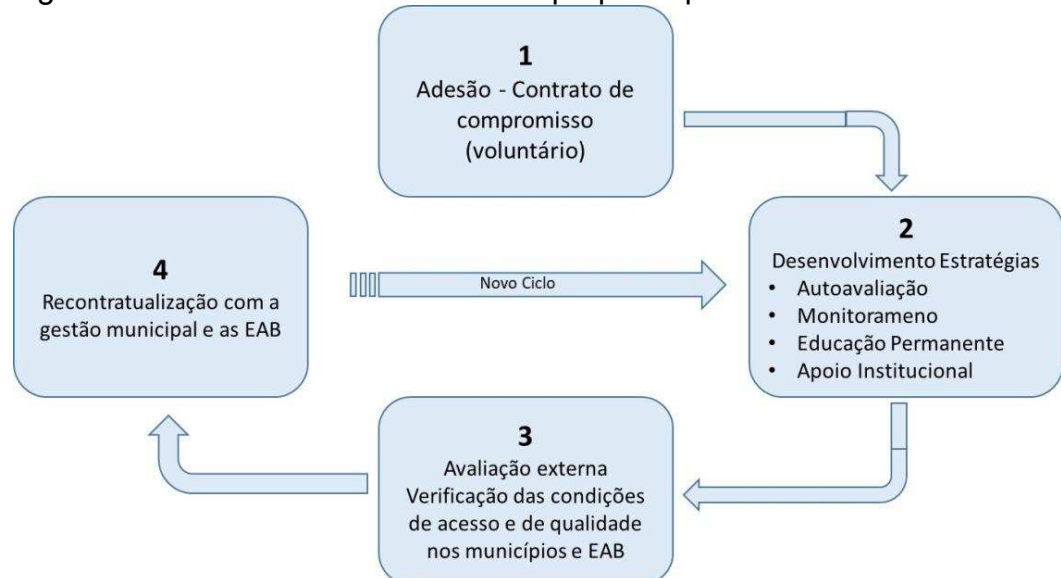 1
Adesão - Contrato de
compromisso
(voluntário)
2
Desenvolvimento Estratégias
• Autoavaliação
• Monitorameno
• Educação Permanente
• Apoio Institucional
3
Avaliação externa
Verificação das condições
de acesso e de qualidade
nos municípios e EAB
4
Recontratualização com a
gestão municipal e as EAB
Novo Ciclo